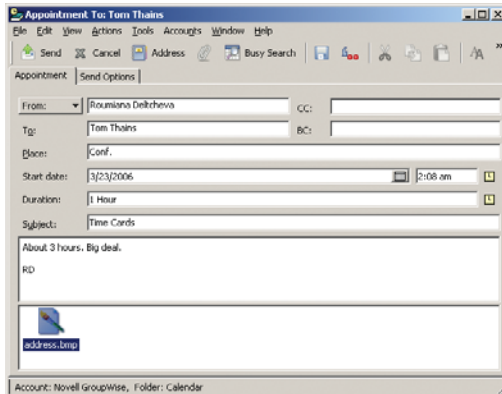 Appointment To: Tom Thains
File Edit View Actions Tools Accounts Window Help
Send Cancel Address Busy Search
Appointment Send Options
From: Roumiana Deltcheva CC:
To: Tom Thains BC:
Place: Conf.
Start date: 3/23/2006 2:08 am
Duration: 1 Hour
Subject: Time Cards
About 3 hours. Big deal.
RD
address.bmp
Account: Novell GroupWise, Folder: Calendar